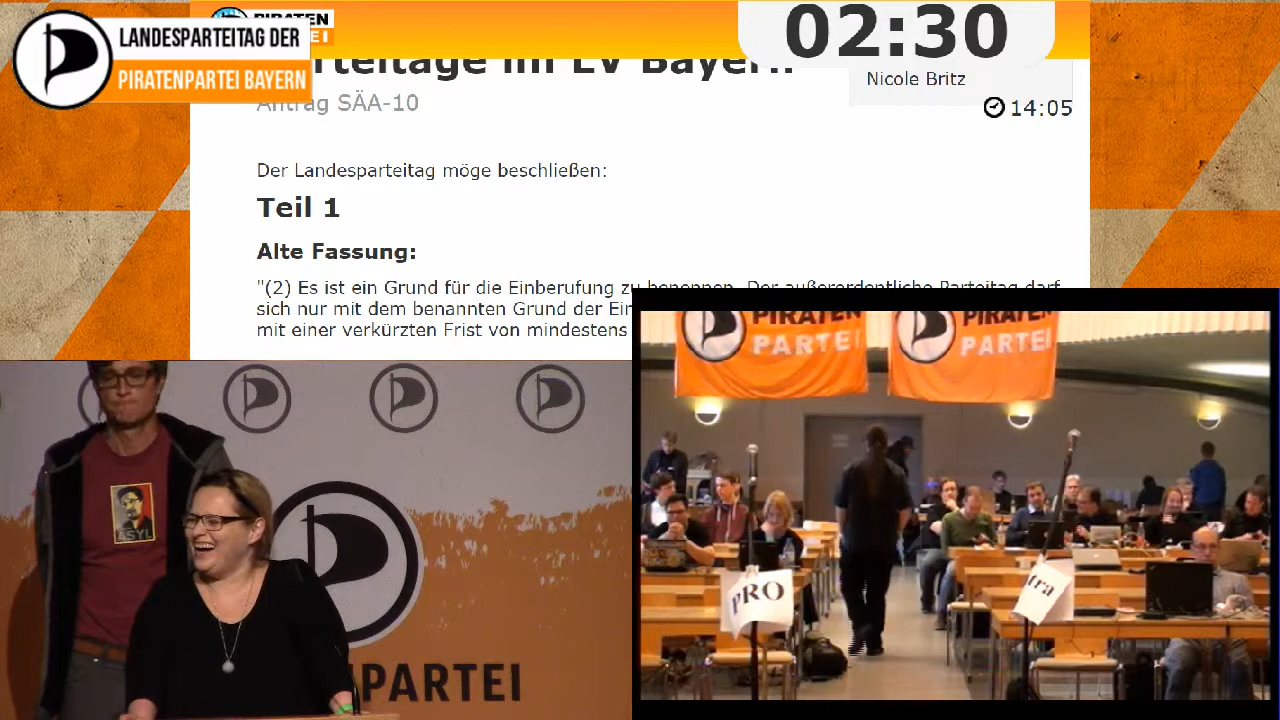 LANDESPARTEITAG DER
PIRATENPARTEI BAYERN
PIRATEN
02:30
Nicole Britz
Antrag SÄA-10
14:05
Der Landesparteitag möge beschließen:
Teil 1
Alte Fassung:
"(2) Es ist ein Grund für die Einberufung zu benennen. Der außerordentliche Parteitag darf
sich nur mit dem benannten Grund der Ein
mit einer verkürzten Frist von mindestens
PIRATEN
PARTEI
PIRATEN
PARTEI
ASYL
PRO
tra
PARTEI